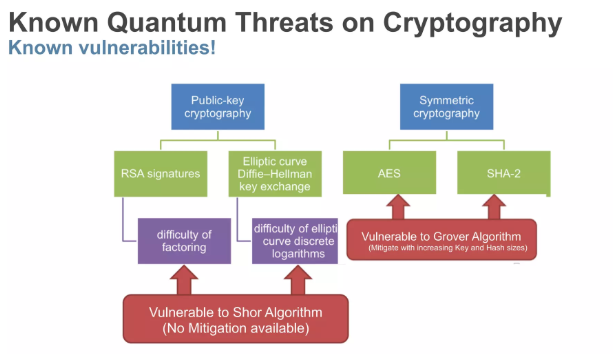 Known Quantum Threats on Cryptography
Known vulnerabilities!
Public-key
cryptography
Symmetric
cryptography
RSA signatures
Elliptic curve
Diffie–Hellman
key exchange
AES
SHA-2
difficulty of
factoring
difficulty of ellipti
curve discrete
logarithms
Vulnerable to Grover Algorithm
(Mitigate with increasing Key and Hash sizes)
Vulnerable to Shor Algorithm
(No Mitigation available)